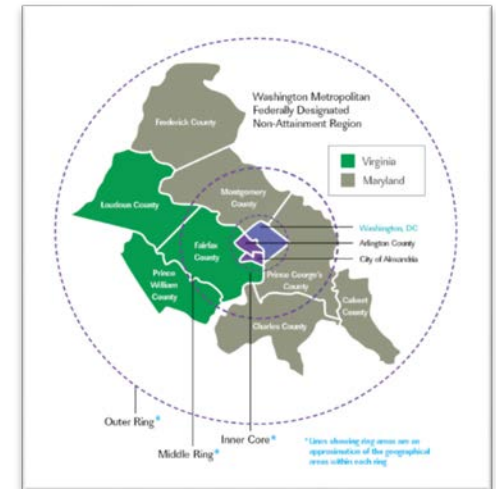 Washington Metropolitan
Federally Designated
Non-Attainment Region
Frederick County
Virginia
Maryland
Montgomery
County
Loudoun County
Washington, DC
Arlington County
City of Alexandria
Fairfax
County
Prince
William
County
Prince George's
County
Calvert
County
Charles County
Outer Ring*
Middle Ring*
Inner Core*
*Lines showing ring areas are an
approximation of the geographical
areas within each ring